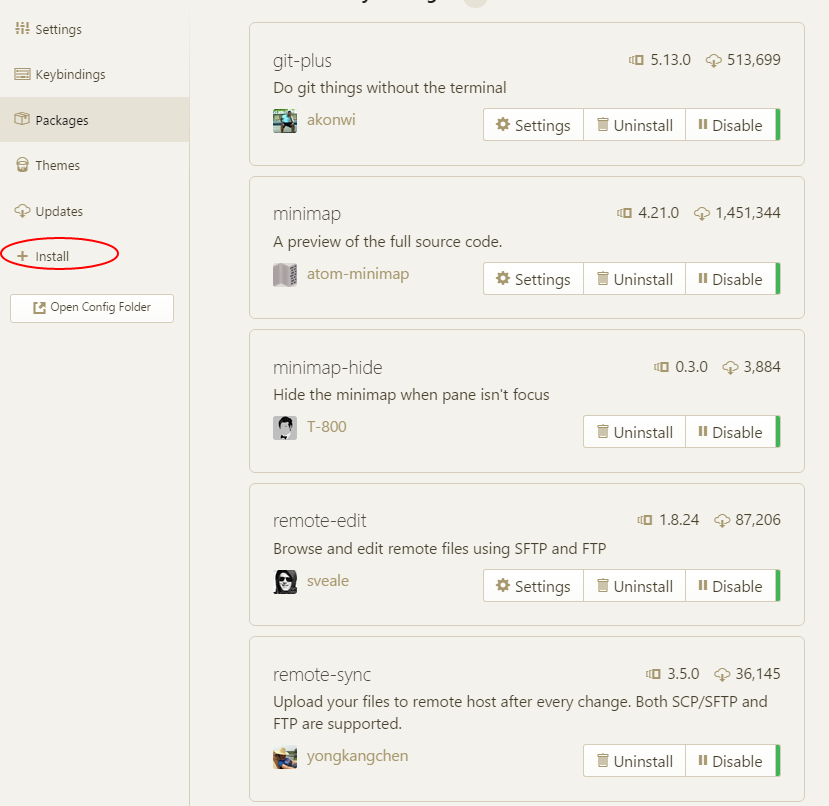 Settings
Keybindings
Packages
Themes
Updates
Install
Open Config Folder
git-plus 5.13.0 513,699
Do git things without the terminal
akonwi Settings Uninstall Disable
minimap 4.21.0 1,451,344
A preview of the full source code.
atom-minimap Settings Uninstall Disable
minimap-hide 0.3.0 3,884
Hide the minimap when pane isn't focus
T-800 Uninstall Disable
remote-edit 1.8.24 87,206
Browse and edit remote files using SFTP and FTP
sveale Settings Uninstall Disable
remote-sync 3.5.0 36,145
Upload your files to remote host after every change. Both SCP/SFTP and
FTP are supported.
yongkangchen Uninstall Disable